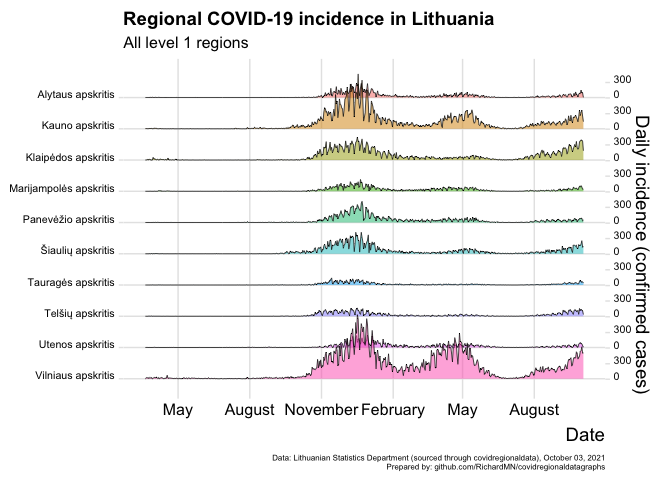 Regional COVID-19 incidence in Lithuania
All level 1 regions
Alytaus apskritis
Kauno apskritis
Klaipėdos apskritis
Marijampolės apskritis
Panevėžio apskritis
Šiaulių apskritis
Tauragės apskritis
Telšių apskritis
Utenos apskritis
Vilniaus apskritis
300
0
300
0
300
0
300
0
300
0
300
0
300
0
300
0
300
0
300
0
Daily incidence (confirmed cases)
May August November February May August
Date
Data: Lithuanian Statistics Department (sourced through covidregionaldata), October 03, 2021
Prepared by: github.com/RichardMN/covidregionaldatagraphs